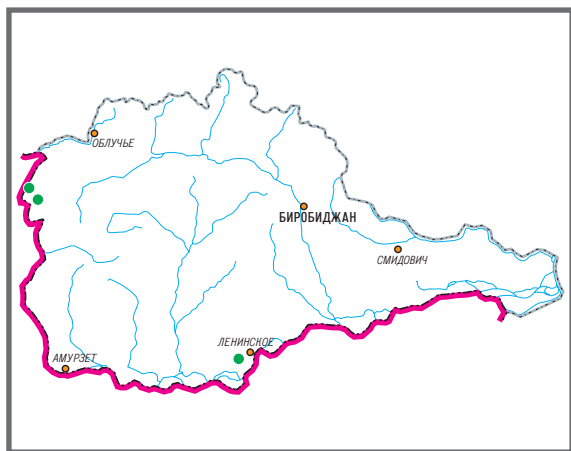 ОБЛУЧЬЕ
БИРОБИДЖАН
СМИДОВИЧ
ЛЕНИНСКОЕ
АМУРЗЕТ